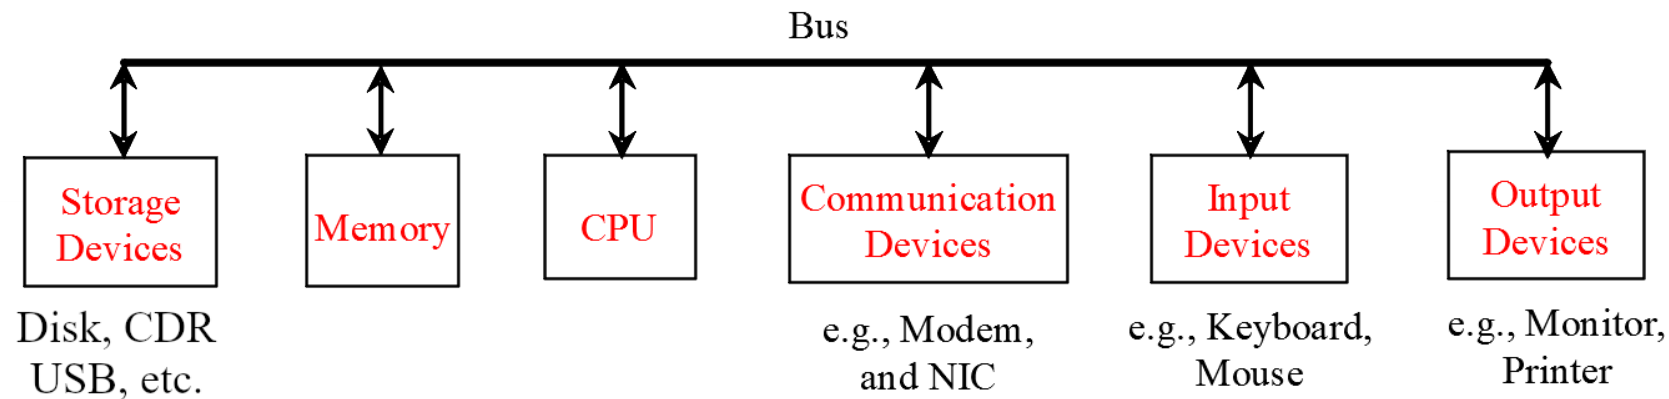 Bus
Storage
Devices
Memory
CPU
Communication
Devices
Input
Devices
Output
Devices
Disk, CDR
USB, etc.
e.g., Modem,
and NIC
e.g., Keyboard,
Mouse
e.g., Monitor,
Printer